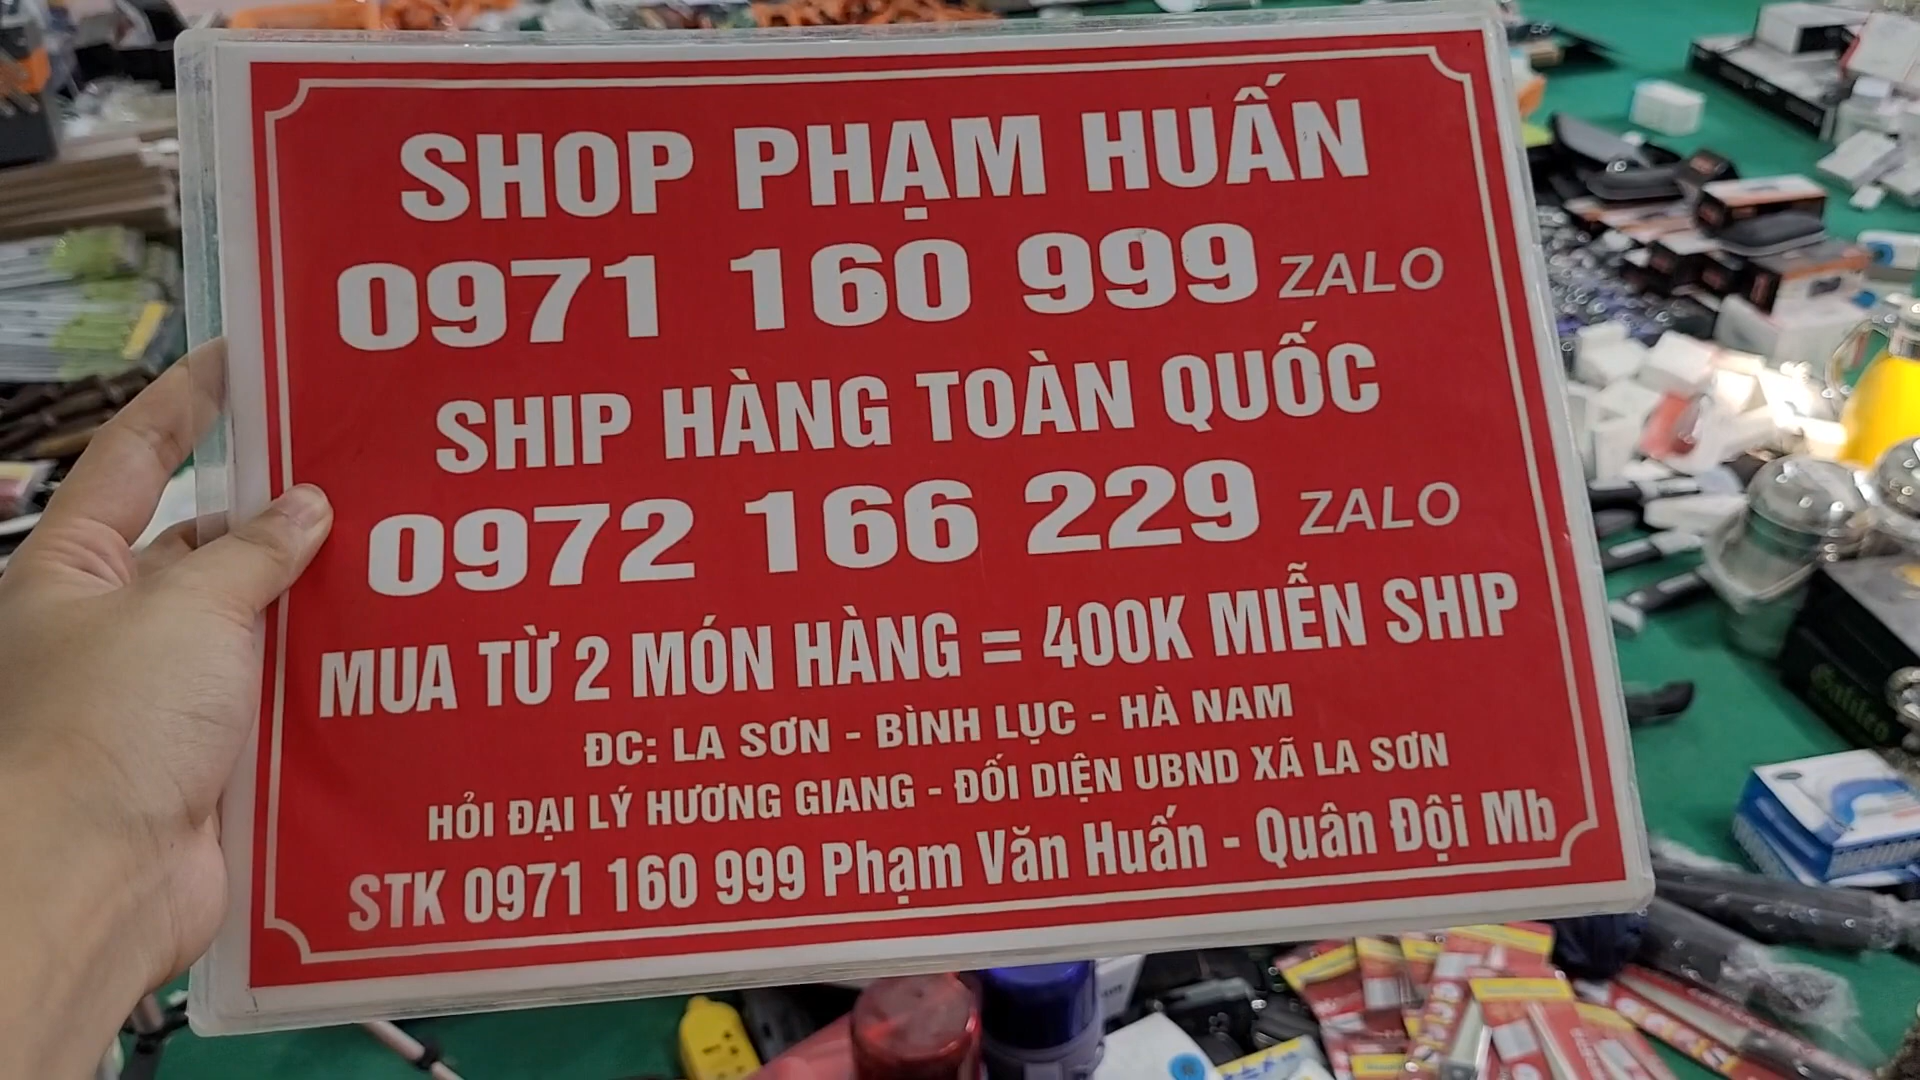 SHOP PHẠM HUẤN
0971 160 999 ZALO
SHIP HÀNG TOÀN QUỐC
0972 166 229 ZALO
MUA TỪ 2 MÓN HÀNG = 400K MIỄN SHIP
ĐC: LA SƠN - BÌNH LỤC - HÀ NAM
HỎI ĐẠI LÝ HƯƠNG GIANG - ĐỐI DIỆN UBND XÃ LA SƠN
STK 0971 160 999 Phạm Văn Huấn - Quân Đội Mb